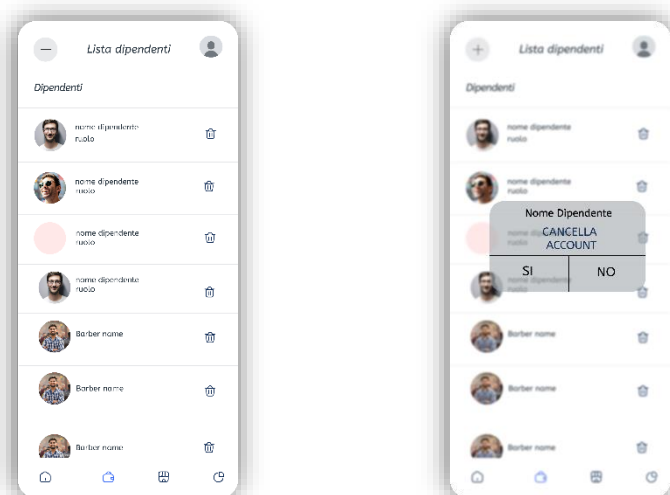 Lista dipendenti
Dipendenti
nome dipendente
ruolo
nome dipendente
ruolo
nome dipendente
ruolo
nome dipendente
ruolo
Barber name
Barber name
Barber name
Lista dipendenti
Dipendenti
nome dipendente
ruolo
nome dipendente
ruolo
Nome Dipendente
CANCELLA
ACCOUNT
SI
NO
Barber name
Barber name
Barber name